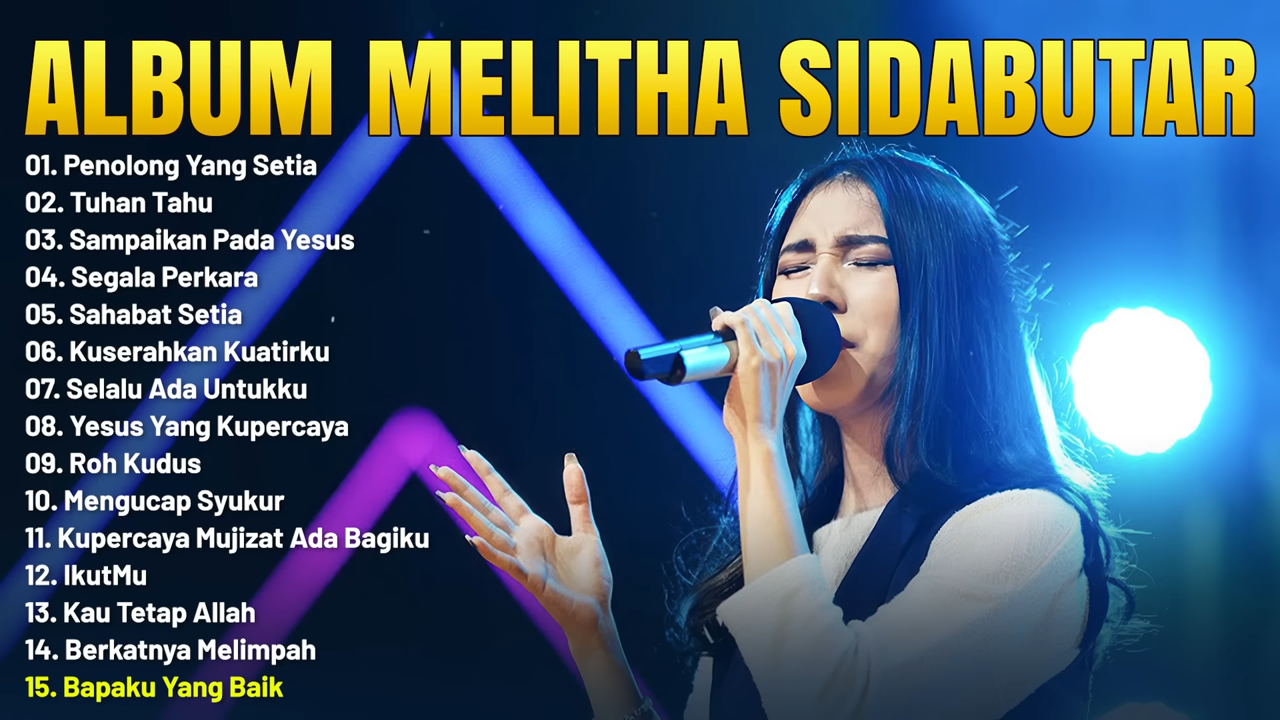 ALBUM MELITHA SIDABUTAR
01. Penolong Yang Setia
02. Tuhan Tahu
03. Sampaikan Pada Yesus
04. Segala Perkara
05. Sahabat Setia
06. Kuserahkan Kuatirku
07. Selalu Ada Untukku
08. Yesus Yang Kupercaya
09. Roh Kudus
10. Mengucap Syukur
11. Kupercaya Mujizat Ada Bagiku
12. IkutMu
13. Kau Tetap Allah
14. Berkatnya Melimpah
15. Bapaku Yang Baik